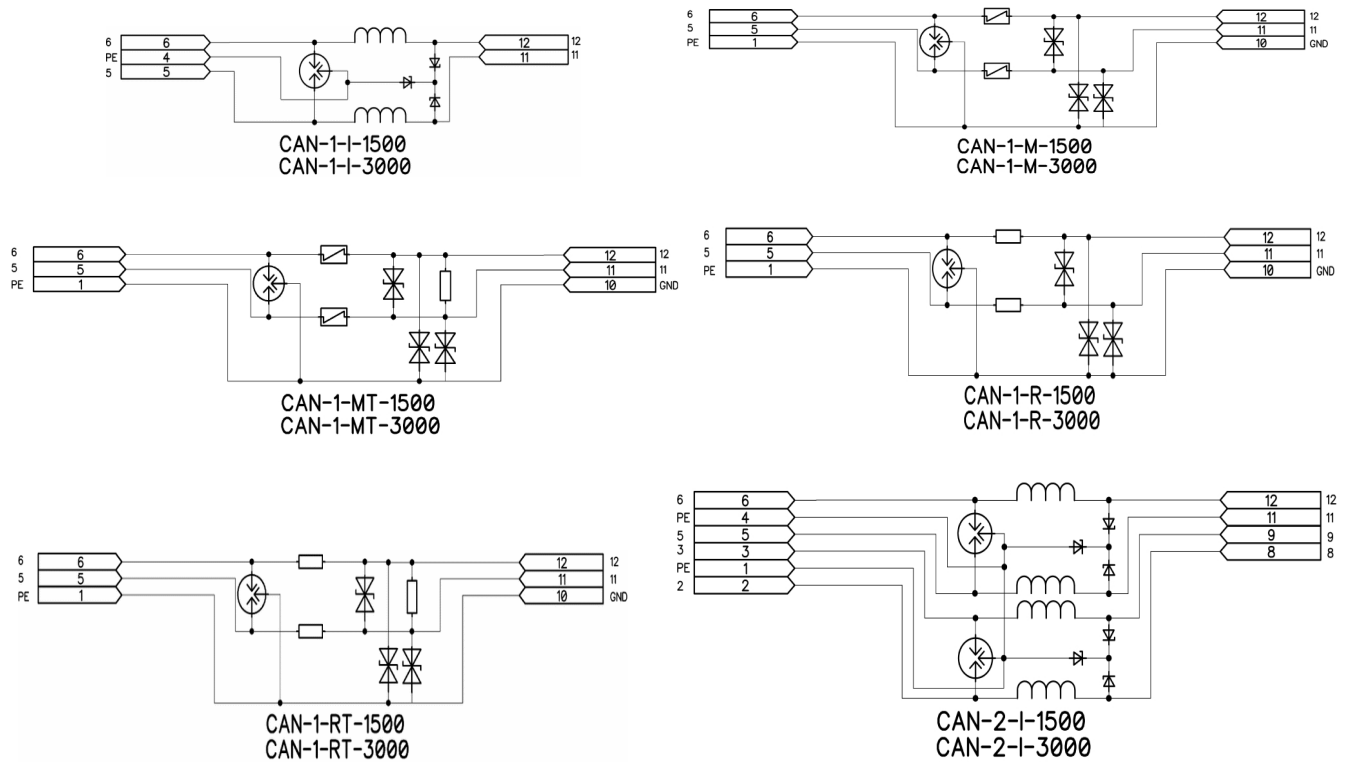 6 6 12 12
PE 4 11 11
5 5
CAN-1-I-1500
CAN-1-I-3000
6 6 12 12
5 5 11 11
PE 1 10 GND
CAN-1-M-1500
CAN-1-M-3000
6 6 12 12
5 5 11 11
PE 1 10 GND
CAN-1-MT-1500
CAN-1-MT-3000
6 6 12 12
5 5 11 11
PE 1 10 GND
CAN-1-R-1500
CAN-1-R-3000
6 6 12 12
5 5 11 11
PE 1 10 GND
CAN-1-RT-1500
CAN-1-RT-3000
6 6 12 12
PE 4 11 11
5 5 9 9
3 3 8 8
PE 1
2 2
CAN-2-I-1500
CAN-2-I-3000